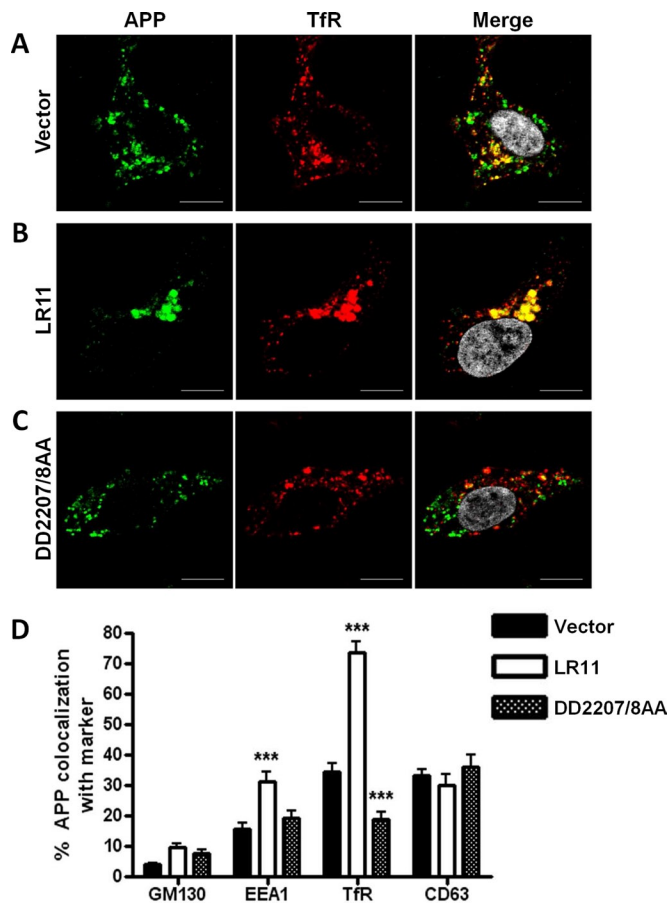 APP TfR Merge
A
Vector
B
LR11
C
DD2207/8AA
D
% APP colocalization
with marker
80
70
60
50
40
30
20
10
0
***
***
***
GM130 EEA1 TfR CD63
Vector
LR11
DD2207/8AA